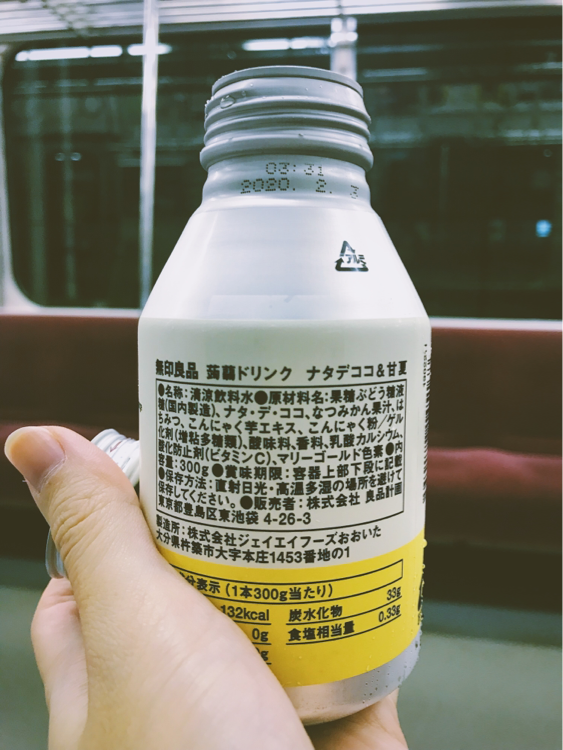 03:31
2020. 2. 3
アルミ
無印良品 蒟蒻ドリンク ナタデココ&甘夏
●名称:清涼飲料水●原材料名:果糖ぶどう糖液
糖(国内製造)、ナタ・デ・ココ、なつみかん果汁、は
ちみつ、こんにゃく芋エキス、こんにゃく粉/ゲル
化剤(増粘多糖類)、酸味料、香料、乳酸カルシウム、
酸化防止剤(ビタミンC)、マリーゴールド色素●内
容量:300g●賞味期限:容器上部下段に記載
●保存方法:直射日光・高温多湿の場所を避けて
保存してください。●販売者:株式会社 良品計画
東京都豊島区東池袋 4-26-3
製造所:株式会社ジェイエイフーズおおいた
大分県杵築市大字本庄1453番地の1
分表示(1本300g当たり)
132kcal 炭水化物 33g
0g 食塩相当量 0.33g
g